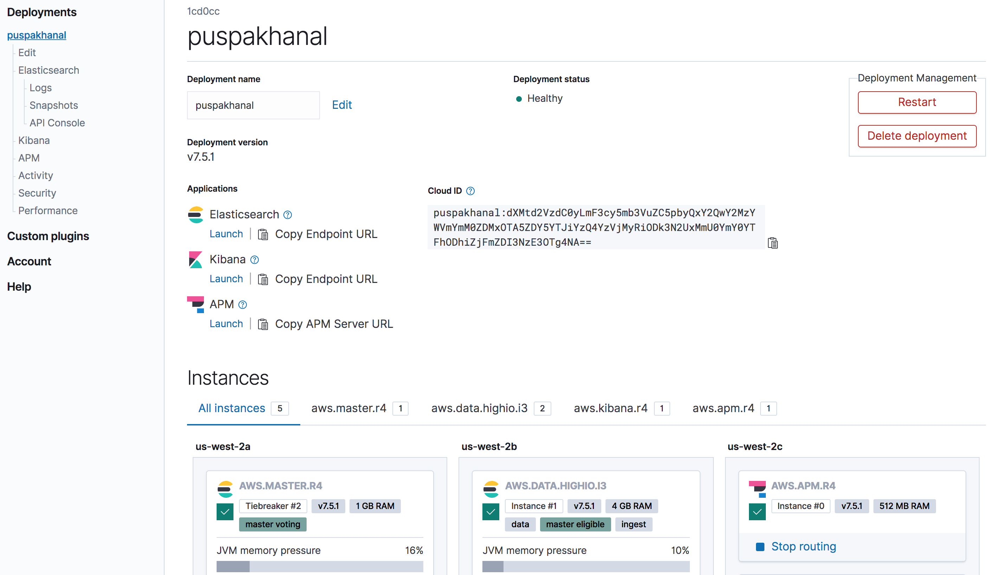 Deployments
puspakhanal
Edit
Elasticsearch
Logs
Snapshots
API Console
Kibana
APM
Activity
Security
Performance
Custom plugins
Account
Help
1cd0cc
puspakhanal
Deployment name
puspakhanal
Edit
Deployment status
Healthy
Deployment Management
Restart
Delete deployment
Deployment version
v7.5.1
Applications
Elasticsearch ?
Launch | Copy Endpoint URL
Kibana ?
Launch | Copy Endpoint URL
APM ?
Launch | Copy APM Server URL
Cloud ID ?
puspakhanal:dXMtd2VzdC0yLmF3cy5mb3VuZC5pbyQxY2QwY2MzY
WVmYmM0ZDMxOTA5ZDY5YTJiYzQ4YzVjMyRiODk3N2UxMmU0YmY0YT
FhODhiZjFmZDI3NzE3OTg4NA==
Instances
All instances 5 aws.master.r4 1 aws.data.highio.i3 2 aws.kibana.r4 1 aws.apm.r4 1
us-west-2a
AWS.MASTER.R4
Tiebreaker #2 v7.5.1 1 GB RAM
master voting
JVM memory pressure 16%
us-west-2b
AWS.DATA.HIGHIO.I3
Instance #1 v7.5.1 4 GB RAM
data master eligible ingest
JVM memory pressure 10%
us-west-2c
AWS.APM.R4
Instance #0 v7.5.1 512 MB RAM
Stop routing